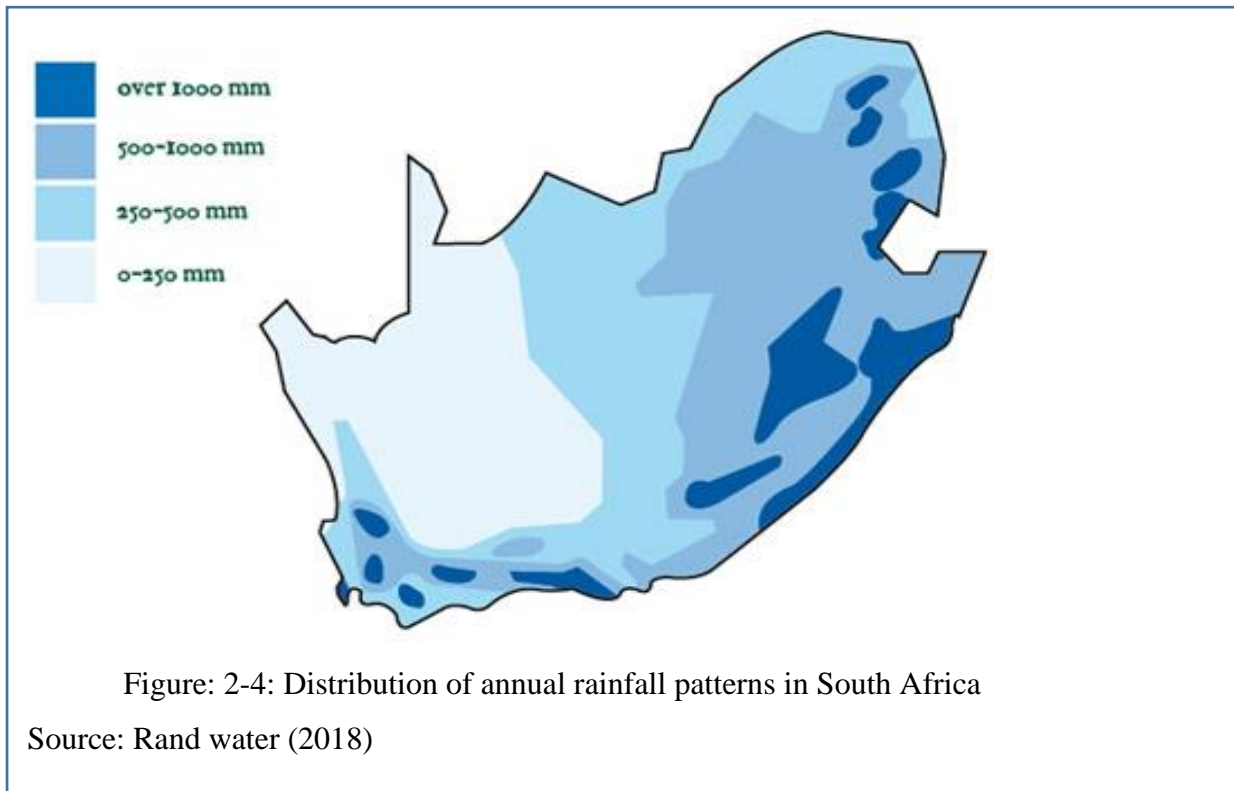 over 1000 mm
500-1000 mm
250-500 mm
0-250 mm
Figure: 2-4: Distribution of annual rainfall patterns in South Africa
Source: Rand water (2018)